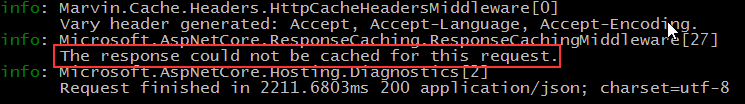 info: Marvin.Cache.Headers.HttpCacheHeadersMiddleware[0]
Vary header generated: Accept, Accept-Language, Accept-Encoding.
info: Microsoft.AspNetCore.ResponseCaching.ResponseCachingMiddleware[27]
The response could not be cached for this request.
info: Microsoft.AspNetCore.Hosting.Diagnostics[2]
Request finished in 2211.6803ms 200 application/json; charset=utf-8